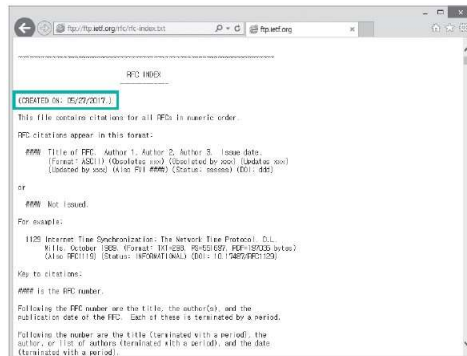 ftp://ftp.ietf.org/rfc/rfc-index.txt
ftp.ietf.org
RFC INDEX
(CREATED ON: 05/27/2017.)
This file contains citations for all RFCs in numeric order.
RFC citations appear in this format:
#### Title of RFC. Author 1, Author 2, Author 3. Issue date.
(Format: ASCII) (Obsoletes xxx) (Obsoleted by xxx) (Updates xxx)
(Updated by xxx) (Also FYI ####) (Status: ssssss) (DOI: ddd)
or
#### Not Issued.
For example:
1129 Internet Time Synchronization: The Network Time Protocol. D.L.
Mills. October 1989. (Format: TXT=298, PS=551697, PDF=197036 bytes)
(Also RFC1119) (Status: INFORMATIONAL) (DOI: 10.17487/RFC1129)
Key to citations:
#### is the RFC number.
Following the RFC number are the title, the author(s), and the
publication date of the RFC. Each of these is terminated by a period.
Following the number are the title (terminated with a period), the
author, or list of authors (terminated with a period), and the date
(terminated with a period).